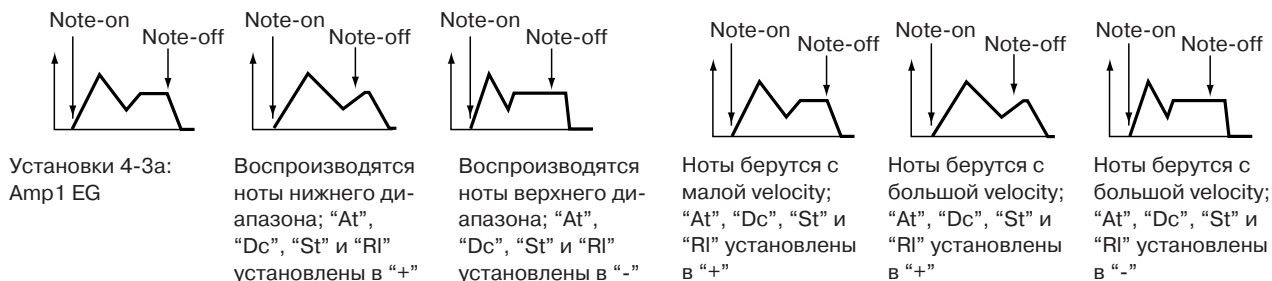 Note-on
Note-off
Note-on
Note-off
Note-on
Note-off
Note-on
Note-off
Note-on
Note-off
Note-on
Note-off
Установки 4-3a:
Amp1 EG
Воспроизводятся
ноты нижнего ди-
апазона; “At”,
“Dc”, “St” и “Rl”
установлены в “+”
Воспроизводятся
ноты верхнего ди-
апазона; “At”,
“Dc”, “St” и “Rl”
установлены в “-”
Ноты берутся с
малой velocity;
“At”, “Dc”, “St” и
“Rl” установлены
в “+”
Ноты берутся с
большой velocity;
“At”, “Dc”, “St” и
“Rl” установлены
в “+”
Ноты берутся с
большой velocity;
“At”, “Dc”, “St” и
“Rl” установлены
в “-”